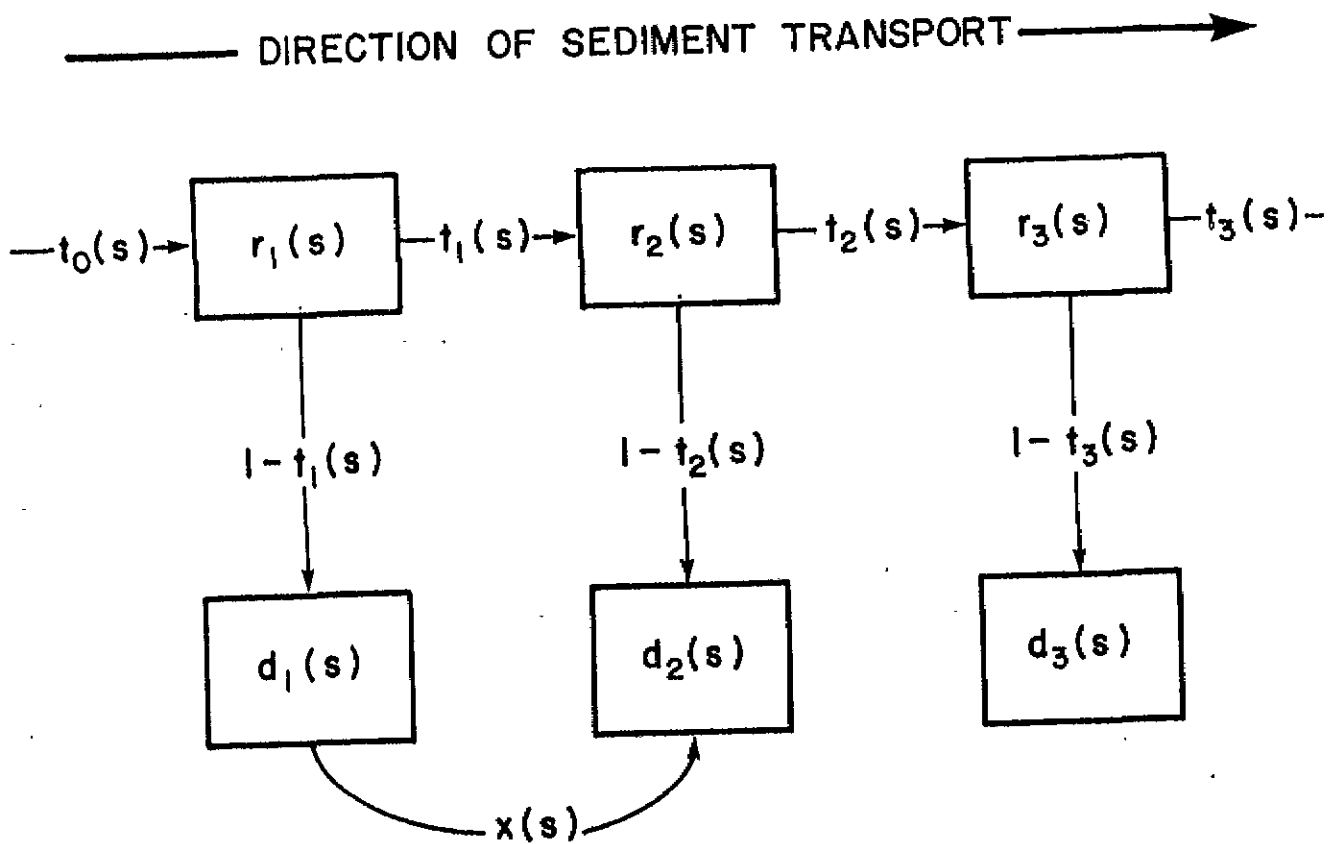 DIRECTION OF SEDIMENT TRANSPORT
t₀(s) r₁(s) t₁(s) r₂(s) t₂(s) r₃(s) t₃(s)
1-t₁(s) 1-t₂(s) 1-t₃(s)
d₁(s) d₂(s) d₃(s)
x(s)